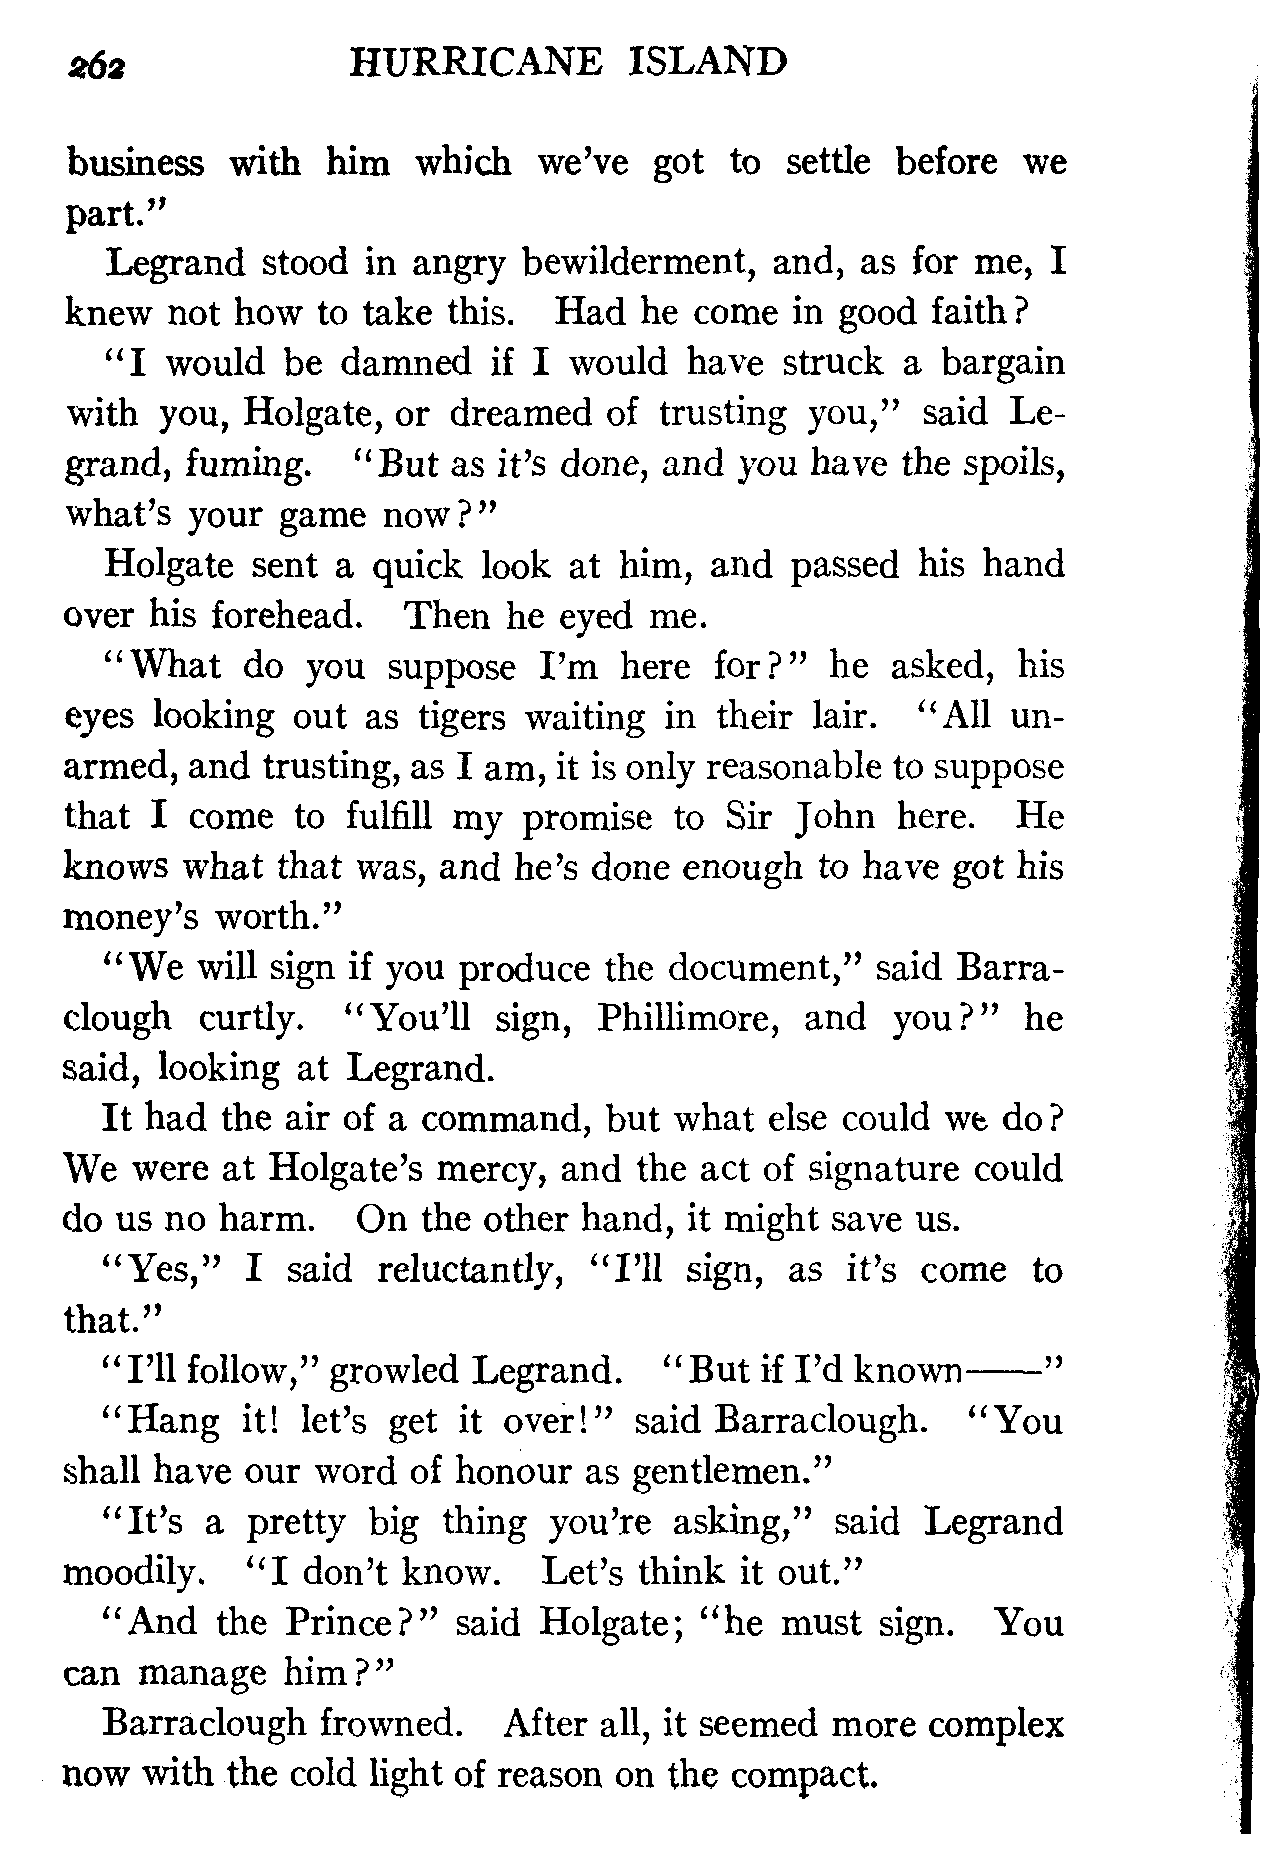 262 HURRICANE ISLAND
business with him which we've got to settle before we
part."
Legrand stood in angry bewilderment, and, as for me, I
knew not how to take this. Had he come in good faith?
"I would be damned if I would have struck a bargain
with you, Holgate, or dreamed of trusting you," said Le-
grand, fuming. "But as it's done, and you have the spoils,
what's your game now?"
Holgate sent a quick look at him, and passed his hand
over his forehead. Then he eyed me.
"What do you suppose I'm here for?" he asked, his
eyes looking out as tigers waiting in their lair. "All un-
armed, and trusting, as I am, it is only reasonable to suppose
that I come to fulfill my promise to Sir John here. He
knows what that was, and he's done enough to have got his
money's worth."
"We will sign if you produce the document," said Barra-
clough curtly. "You'll sign, Phillimore, and you?" he
said, looking at Legrand.
It had the air of a command, but what else could we do?
We were at Holgate's mercy, and the act of signature could
do us no harm. On the other hand, it might save us.
"Yes," I said reluctantly, "I'll sign, as it's come to
that."
"I'll follow," growled Legrand. "But if I'd known——"
"Hang it! let's get it over!" said Barraclough. "You
shall have our word of honour as gentlemen."
"It's a pretty big thing you're asking," said Legrand
moodily. "I don't know. Let's think it out."
"And the Prince?" said Holgate; "he must sign. You
can manage him?"
Barraclough frowned. After all, it seemed more complex
now with the cold light of reason on the compact.